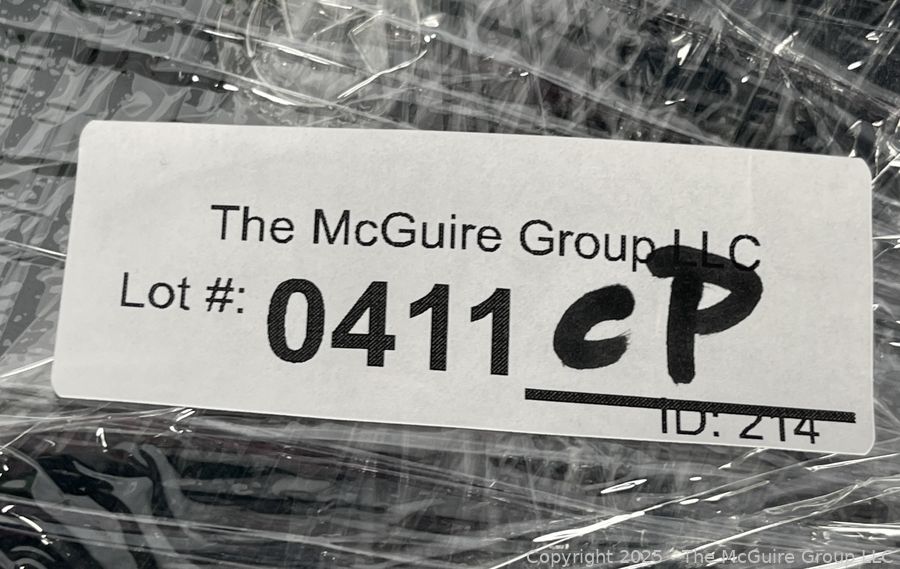 The McGuire Group LLC
Lot #: 0411 CP
ID: 214
Copyright 2025 - The McGuire Group LLC